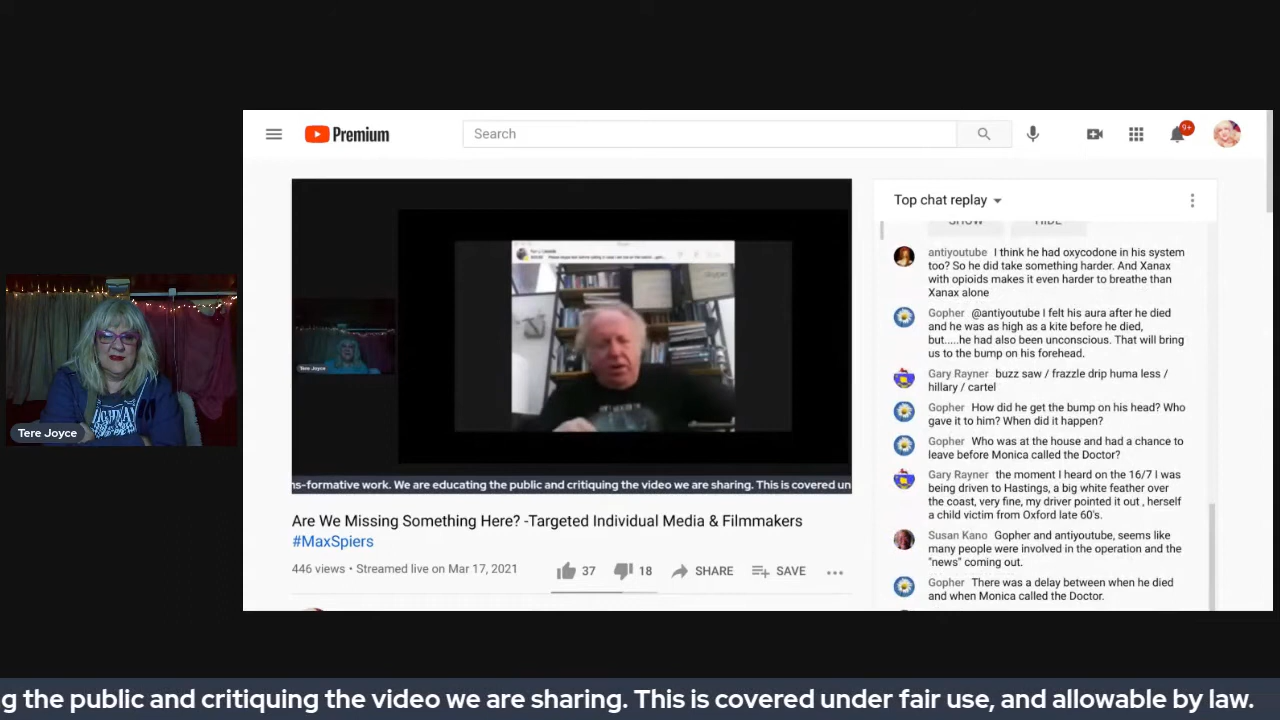 Premium
Search
9+
Tere Joyce
Tere Joyce
ns-formative work. We are educating the public and critiquing the video we are sharing. This is covered un
Are We Missing Something Here? -Targeted Individual Media & Filmmakers
#MaxSpiers
446 views • Streamed live on Mar 17, 2021
37
18
SHARE
SAVE
Top chat replay
SHOW HIDE
antiyoutube I think he had oxycodone in his system
too? So he did take something harder. And Xanax
with opioids makes it even harder to breathe than
Xanax alone
Gopher @antiyoutube I felt his aura after he died
and he was as high as a kite before he died,
but.....he had also been unconscious. That will bring
us to the bump on his forehead.
Gary Rayner buzz saw / frazzle drip huma less /
hillary / cartel
Gopher How did he get the bump on his head? Who
gave it to him? When did it happen?
Gopher Who was at the house and had a chance to
leave before Monica called the Doctor?
Gary Rayner the moment I heard on the 16/7 I was
being driven to Hastings, a big white feather over
the coast, very fine, my driver pointed it out , herself
a child victim from Oxford late 60's.
Susan Kano Gopher and antiyoutube, seems like
many people were involved in the operation and the
"news" coming out.
Gopher There was a delay between when he died
and when Monica called the Doctor.
g the public and critiquing the video we are sharing. This is covered under fair use, and allowable by law.